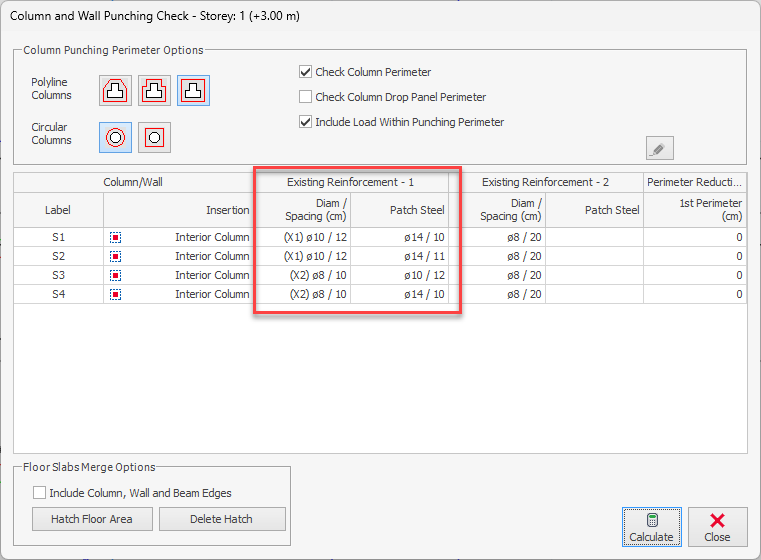 Column and Wall Punching Check - Storey: 1 (+3.00 m)
Column Punching Perimeter Options
Polyline
Columns
Check Column Perimeter
Check Column Drop Panel Perimeter
Include Load Within Punching Perimeter
Circular
Columns
Column/Wall Existing Reinforcement - 1 Existing Reinforcement - 2 Perimeter Reducti...
Label Insertion Diam / Spacing (cm) Patch Steel Diam / Spacing (cm) Patch Steel 1st Perimeter (cm)
S1 Interior Column (X1) ø10 / 12 ø14 / 10 ø8 / 20 0
S2 Interior Column (X1) ø10 / 12 ø14 / 11 ø8 / 20 0
S3 Interior Column (X2) ø8 / 10 ø10 / 12 ø8 / 20 0
S4 Interior Column (X2) ø8 / 10 ø14 / 10 ø8 / 20 0
Floor Slabs Merge Options
Include Column, Wall and Beam Edges
Hatch Floor Area Delete Hatch
Calculate Close